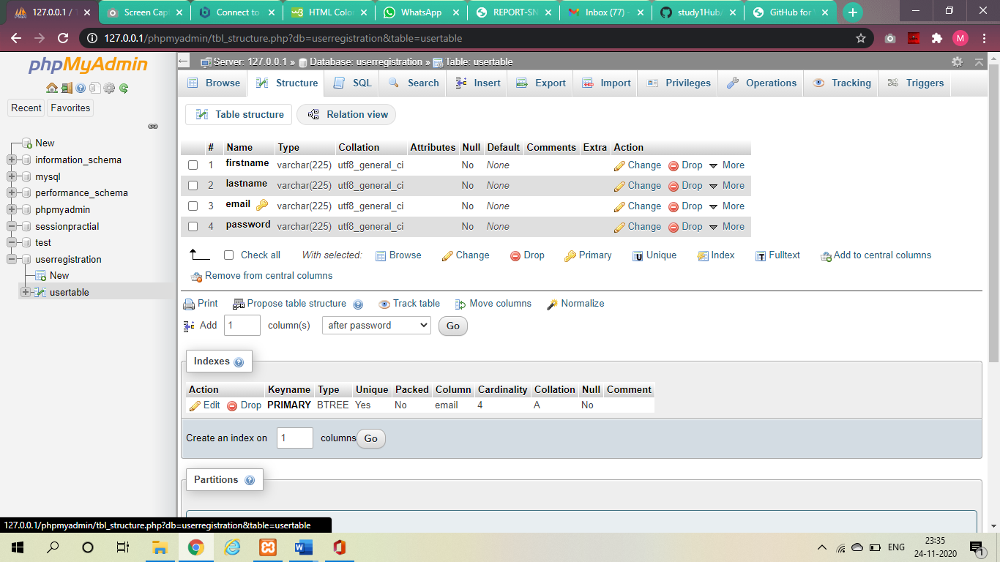 127.0.0.1 / 1
Screen Cap
Connect to
HTML Colo
WhatsApp
REPORT-SN
Inbox (77) -
study1Hub/
GitHub for
127.0.0.1/phpmyadmin/tbl_structure.php?db=userregistration&table=usertable
M
phpMyAdmin
Recent Favorites
New
information_schema
mysql
performance_schema
phpmyadmin
sessionpractial
test
userregistration
New
usertable
Server: 127.0.0.1 » Database: userregistration » Table: usertable
Browse Structure SQL Search Insert Export Import Privileges Operations Tracking Triggers
Table structure Relation view
# Name Type Collation Attributes Null Default Comments Extra Action
1 firstname varchar(225) utf8_general_ci No None Change Drop More
2 lastname varchar(225) utf8_general_ci No None Change Drop More
3 email varchar(225) utf8_general_ci No None Change Drop More
4 password varchar(225) utf8_general_ci No None Change Drop More
Check all With selected: Browse Change Drop Primary Unique Index Fulltext Add to central columns
Remove from central columns
Print Propose table structure Track table Move columns Normalize
Add 1 column(s) after password Go
Indexes
Action Keyname Type Unique Packed Column Cardinality Collation Null Comment
Edit Drop PRIMARY BTREE Yes No email 4 A No
Create an index on 1 columns Go
Partitions
127.0.0.1/phpmyadmin/tbl_structure.php?db=userregistration&table=usertable
ENG
23:35
24-11-2020
1